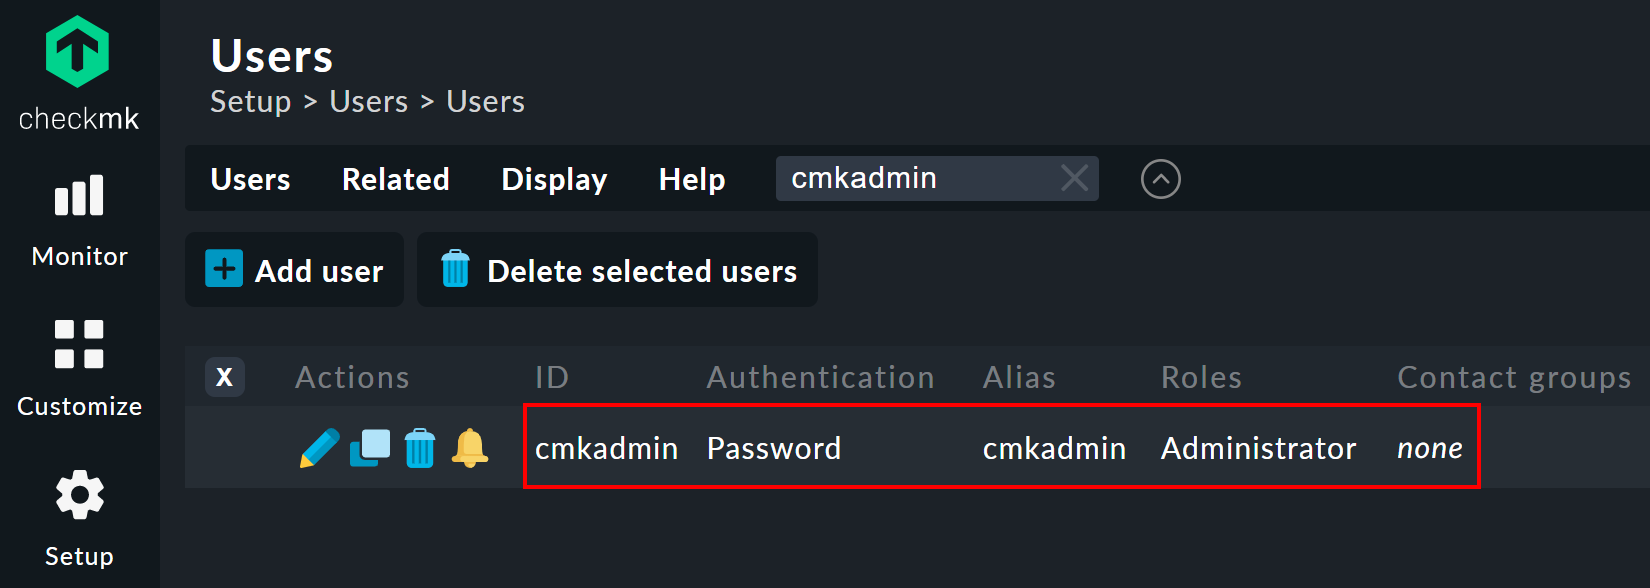 checkmk
Monitor
Customize
Setup
Users
Setup > Users > Users
Users Related Display Help cmkadmin
Add user Delete selected users
X Actions ID Authentication Alias Roles Contact groups
cmkadmin Password cmkadmin Administrator none